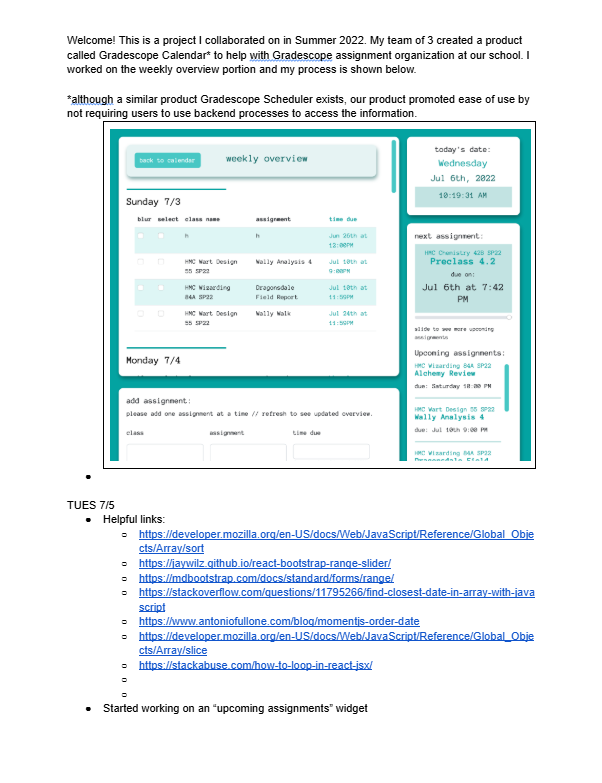 Welcome! This is a project I collaborated on in Summer 2022. My team of 3 created a product
called Gradescope Calendar* to help with Gradescope assignment organization at our school. I
worked on the weekly overview portion and my process is shown below.
*although a similar product Gradescope Scheduler exists, our product promoted ease of use by
not requiring users to use backend processes to access the information.
back to calendar
weekly overview
Sunday 7/3
blur select class name assignment time due
h h Jun 26th at
12:00PM
HMC Wart Design Wally Analysis 4 Jul 10th at
55 SP22 9:00PM
HMC Wizarding Dragonsdale Jul 10th at
84A SP22 Field Report 11:59PM
HMC Wart Design Wally Walk Jul 24th at
55 SP22 11:59PM
Monday 7/4
add assignment:
please add one assignment at a time // refresh to see updated overview.
class assignment time due
today's date:
Wednesday
Jul 6th, 2022
10:19:31 AM
next assignment:
HMC Chemistry 42B SP22
Preclass 4.2
due on:
Jul 6th at 7:42
PM
slide to see more upcoming
assignments
Upcoming assignments:
HMC Wizarding 84A SP22
Alchemy Review
due: Saturday 10:00 PM
HMC Wart Design 55 SP22
Wally Analysis 4
due: Jul 10th 9:00 PM
HMC Wizarding 84A SP22
Dragonsdale Field
TUES 7/5
● Helpful links:
○ https://developer.mozilla.org/en-US/docs/Web/JavaScript/Reference/Global_Obje
cts/Array/sort
○ https://jaywilz.github.io/react-bootstrap-range-slider/
○ https://mdbootstrap.com/docs/standard/forms/range/
○ https://stackoverflow.com/questions/11795266/find-closest-date-in-array-with-java
script
○ https://www.antoniofullone.com/blog/momentjs-order-date
○ https://developer.mozilla.org/en-US/docs/Web/JavaScript/Reference/Global_Obje
cts/Array/slice
○ https://stackabuse.com/how-to-loop-in-react-jsx/
● Started working on an “upcoming assignments” widget